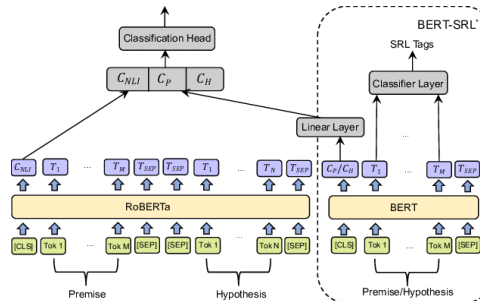 BERT-SRL*
SRL Tags
Classification Head
Classifier Layer
C_NLI C_P C_H
Linear Layer
C_NLI T_1 ... T_M T_SEP T_SEP T_1 ... T_N T_SEP
C_P/C_H T_1 ... T_M T_SEP
RoBERTa
BERT
[CLS] Tok 1 ... Tok M [SEP] [SEP] Tok 1 ... Tok N [SEP]
[CLS] Tok 1 ... Tok M [SEP]
Premise
Hypothesis
Premise/Hypothesis